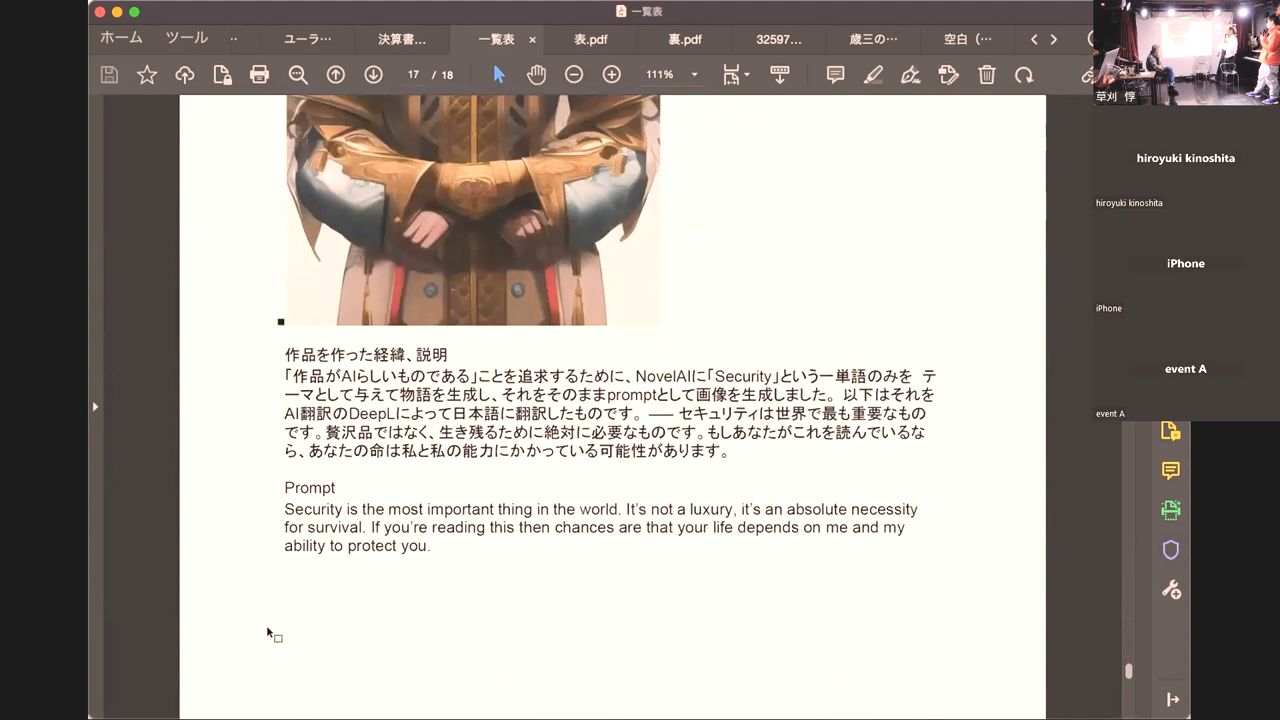 一覧表
ホーム ツール ·· ユーラ… 決算書... 一覧表 × 表.pdf 裏.pdf 32597... 歳三の… 空白（…
17 / 18 111%
草刈 惇
hiroyuki kinoshita
hiroyuki kinoshita
iPhone
iPhone
event A
event A
作品を作った経緯、説明
「作品がAIらしいものである」ことを追求するために、NovelAIに「Security」という一単語のみを テ
ーマとして与えて物語を生成し、それをそのままpromptとして画像を生成しました。 以下はそれを
AI翻訳のDeepLによって日本語に翻訳したものです。 ── セキュリティは世界で最も重要なもの
です。贅沢品ではなく、生き残るために絶対に必要なものです。もしあなたがこれを読んでいるな
ら、あなたの命は私と私の能力にかかっている可能性があります。
Prompt
Security is the most important thing in the world. It's not a luxury, it's an absolute necessity
for survival. If you're reading this then chances are that your life depends on me and my
ability to protect you.